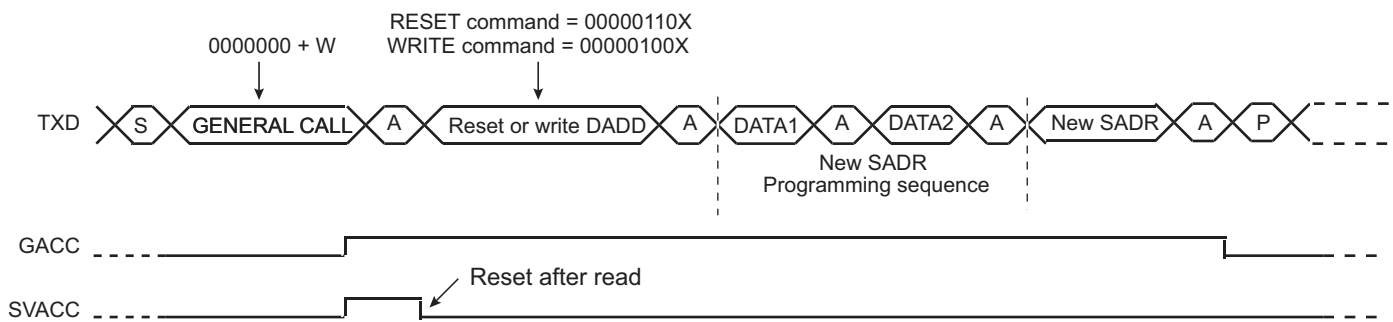 RESET command = 00000110X
0000000 + W
WRITE command = 00000100X
TXD
S
GENERAL CALL
A
Reset or write DADD
A
DATA1
A
DATA2
A
New SADR
A
P
New SADR
Programming sequence
GACC
Reset after read
SVACC